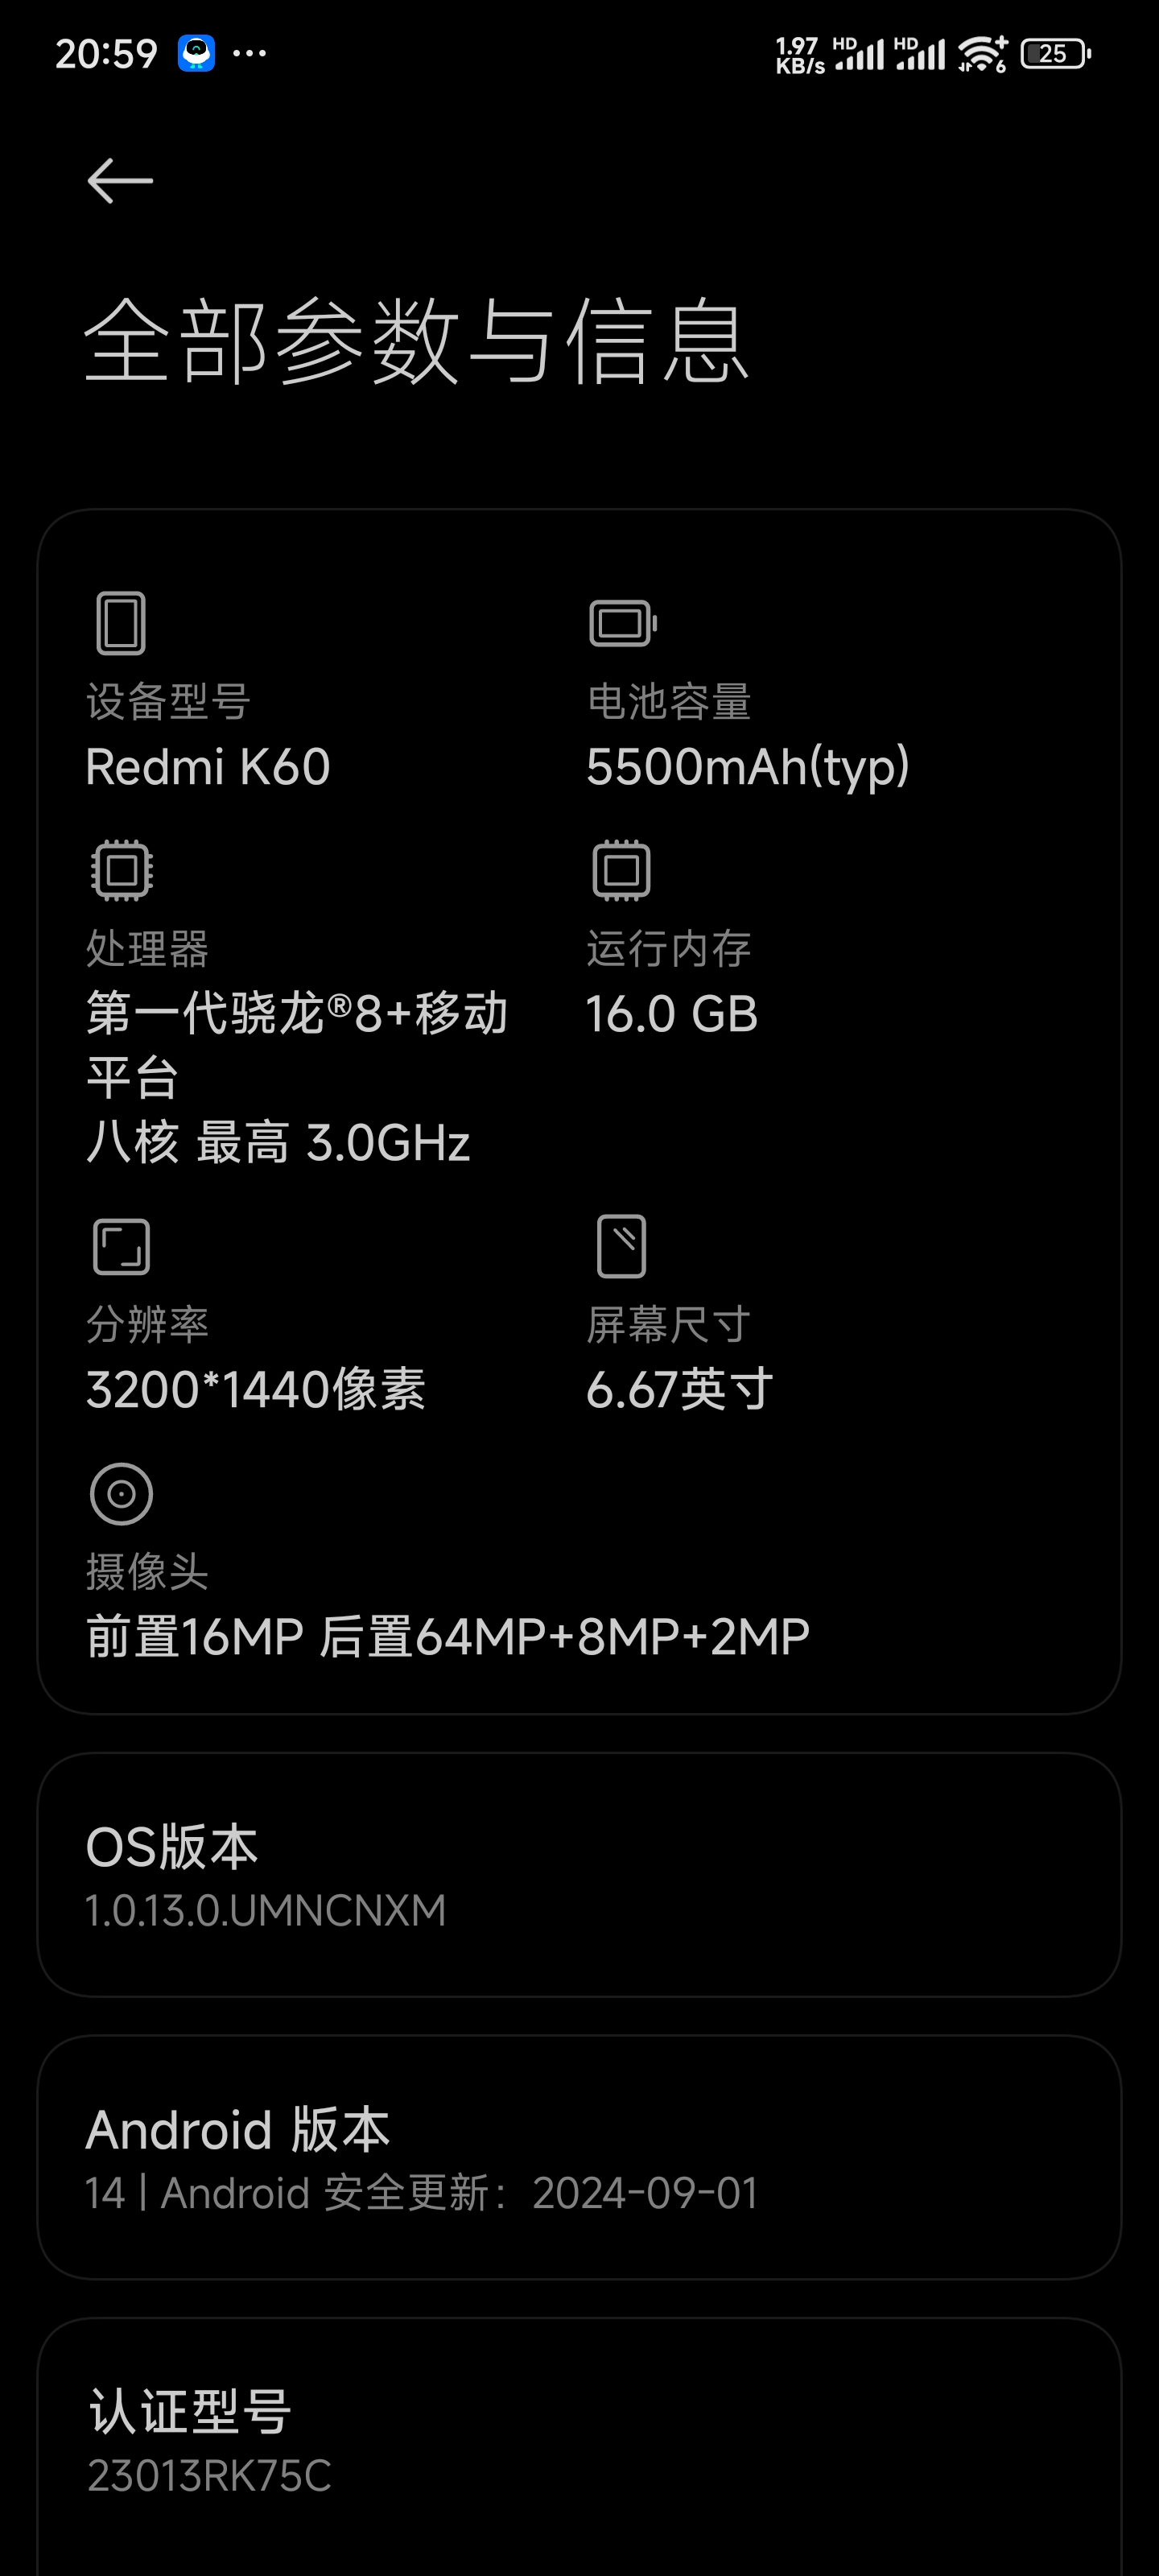 20:59 ··· 1.97 KB/s HD HD 6 25
全部参数与信息
设备型号
Redmi K60
电池容量
5500mAh(typ)
处理器
第一代骁龙®8+移动
平台
八核 最高 3.0GHz
运行内存
16.0 GB
分辨率
3200*1440像素
屏幕尺寸
6.67英寸
摄像头
前置16MP 后置64MP+8MP+2MP
OS版本
1.0.13.0.UMNCNXM
Android 版本
14 | Android 安全更新：2024-09-01
认证型号
23013RK75C